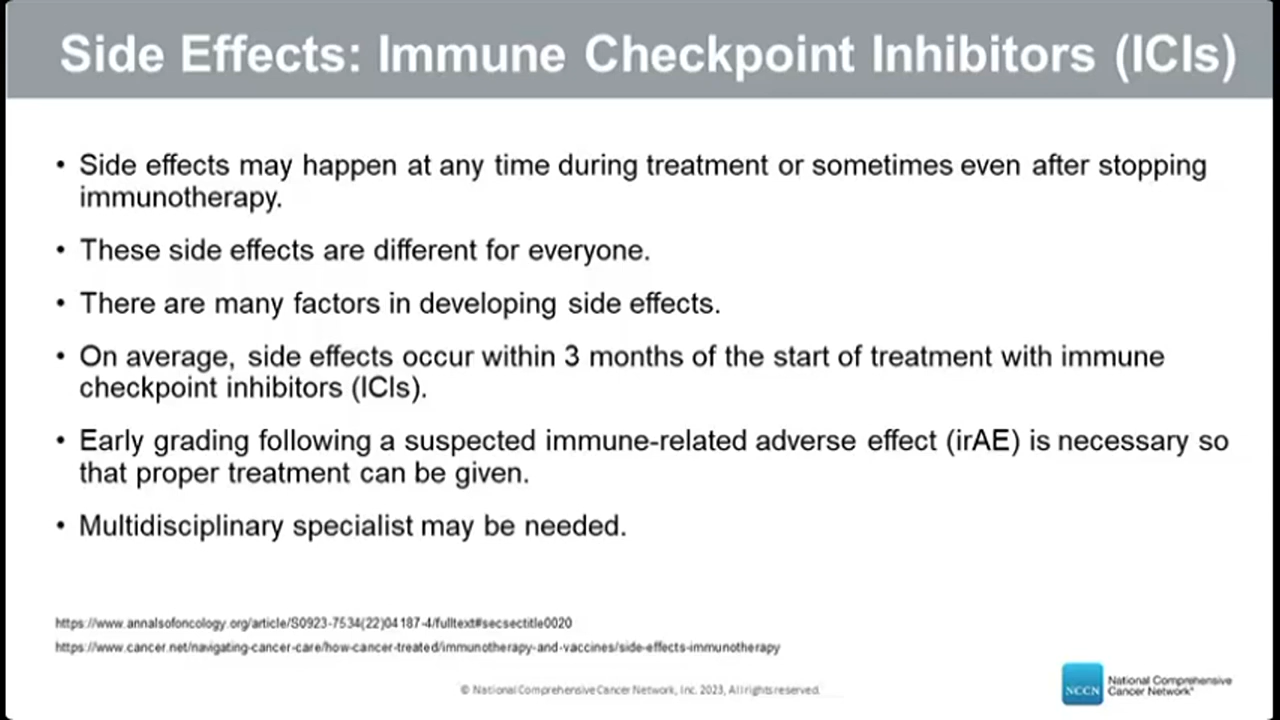 Side Effects: Immune Checkpoint Inhibitors (ICIs)
• Side effects may happen at any time during treatment or sometimes even after stopping
immunotherapy.
• These side effects are different for everyone.
• There are many factors in developing side effects.
• On average, side effects occur within 3 months of the start of treatment with immune
checkpoint inhibitors (ICIs).
• Early grading following a suspected immune-related adverse effect (irAE) is necessary so
that proper treatment can be given.
• Multidisciplinary specialist may be needed.
https://www.annalsofoncology.org/article/S0923-7534(22)04187-4/fulltext#secsectitle0020
https://www.cancer.net/navigating-cancer-care/how-cancer-treated/immunotherapy-and-vaccines/side-effects-immunotherapy
© National Comprehensive Cancer Network, Inc. 2023, All rights reserved.
NCCN
National Comprehensive
Cancer Network®